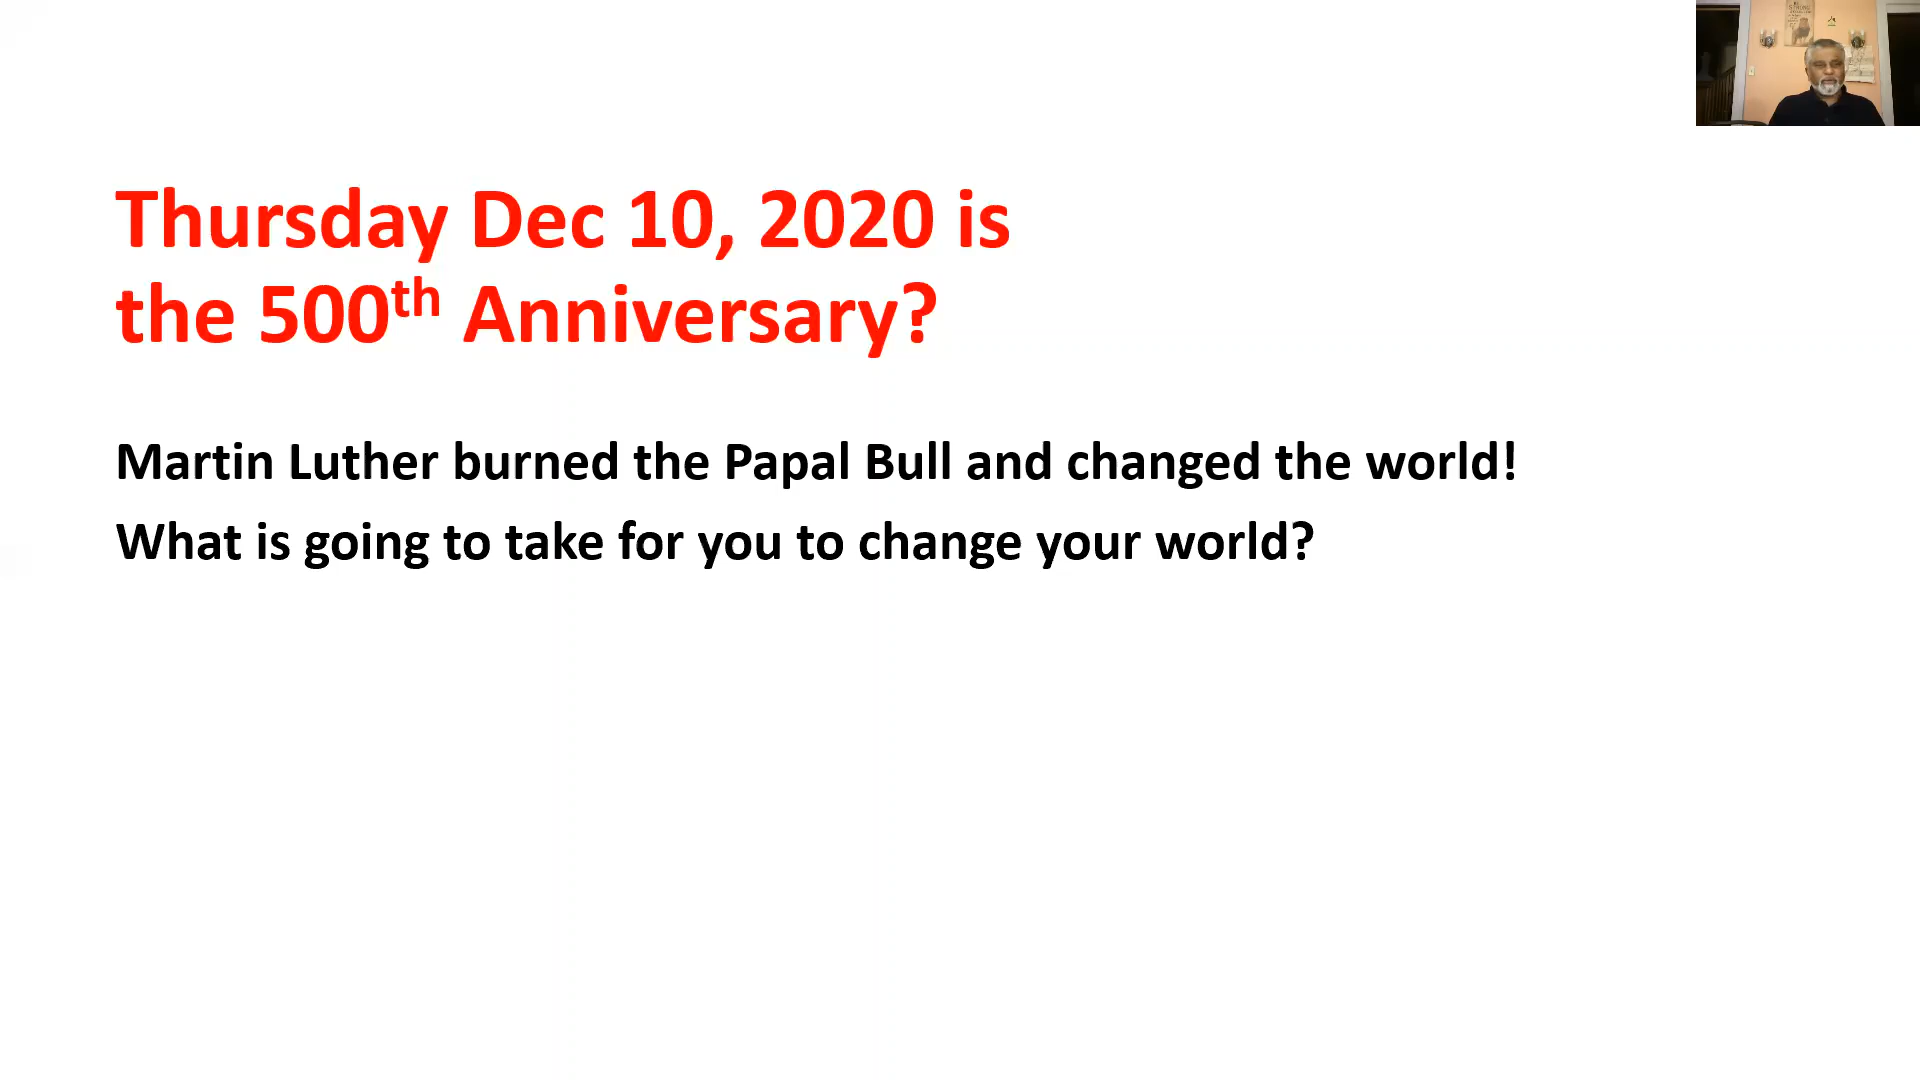 Thursday Dec 10, 2020 is
the 500th Anniversary?
Martin Luther burned the Papal Bull and changed the world!
What is going to take for you to change your world?